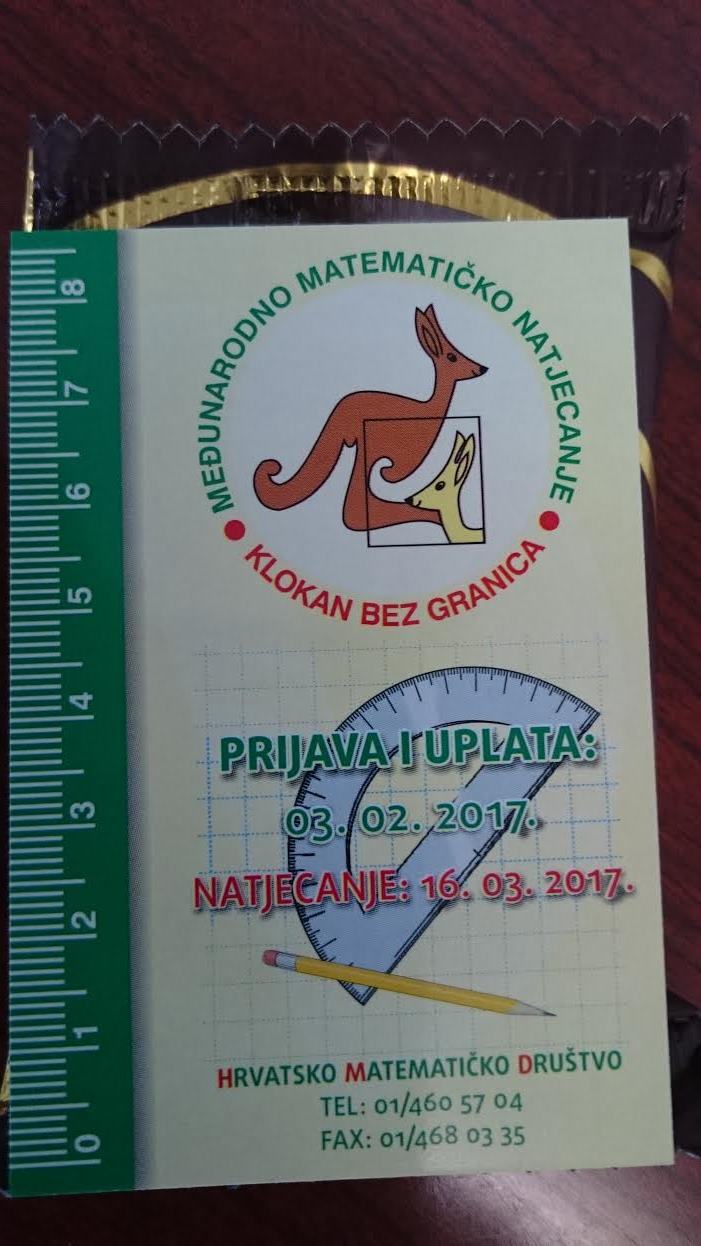 MEĐUNARODNO MATEMATIČKO NATJECANJE
KLOKAN BEZ GRANICA
PRIJAVA I UPLATA:
03. 02. 2017.
NATJECANJE: 16. 03. 2017.
HRVATSKO MATEMATIČKO DRUŠTVO
TEL: 01/460 57 04
FAX: 01/468 03 35
0 1 2 3 4 5 6 7 8